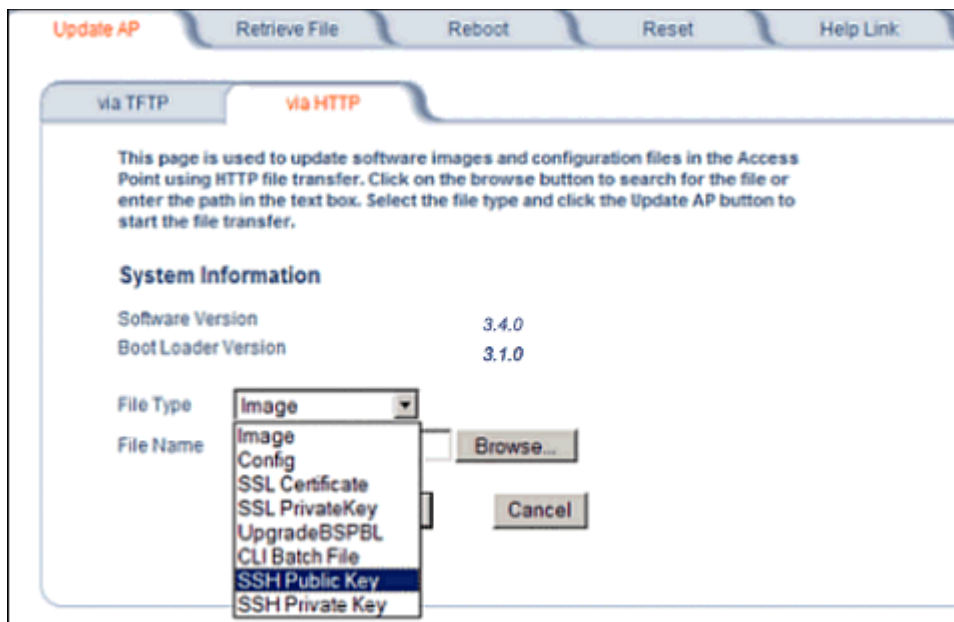 Update AP
Retrieve File
Reboot
Reset
Help Link
via TFTP
via HTTP
This page is used to update software images and configuration files in the Access
Point using HTTP file transfer. Click on the browse button to search for the file or
enter the path in the text box. Select the file type and click the Update AP button to
start the file transfer.
System Information
Software Version 3.4.0
Boot Loader Version 3.1.0
File Type Image
File Name Browse...
Image
Config
SSL Certificate
SSL PrivateKey
UpgradeBSPBL
CLI Batch File
SSH Public Key
SSH Private Key
Cancel